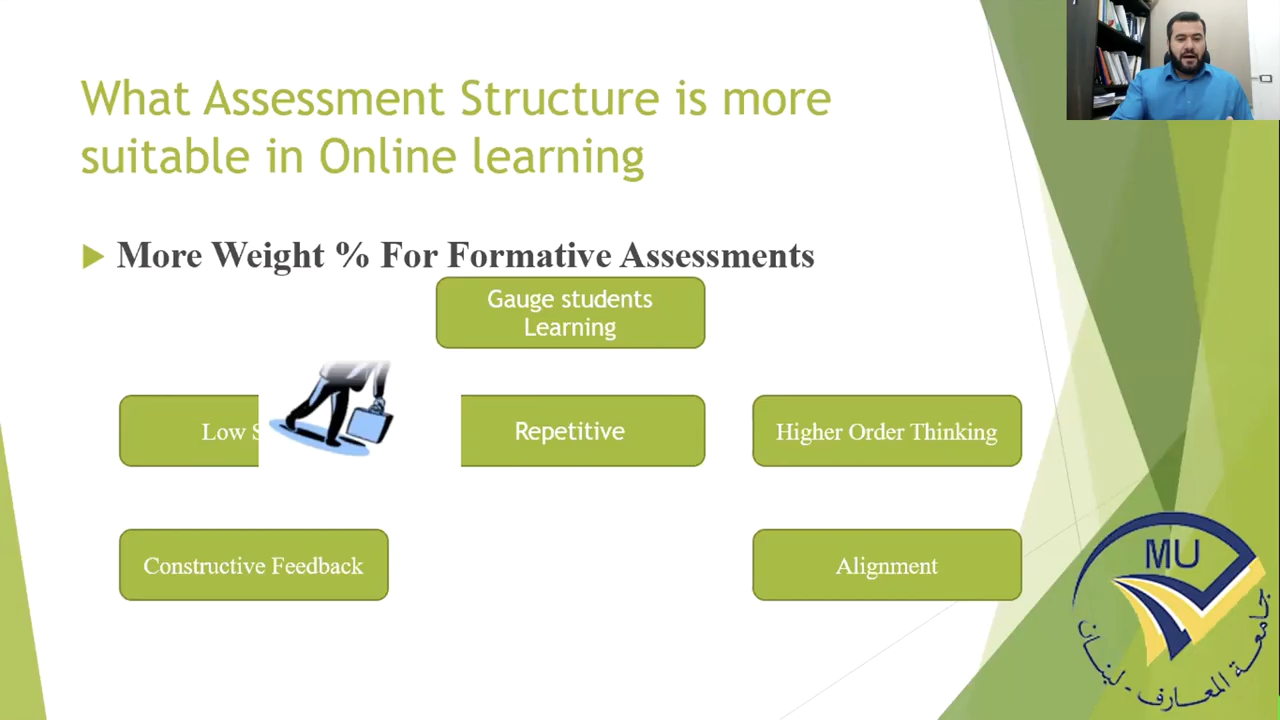 What Assessment Structure is more
suitable in Online learning
More Weight % For Formative Assessments
Gauge students
Learning
Low
Repetitive
Higher Order Thinking
Constructive Feedback
Alignment
MU
جامعة المعارف - لبنان